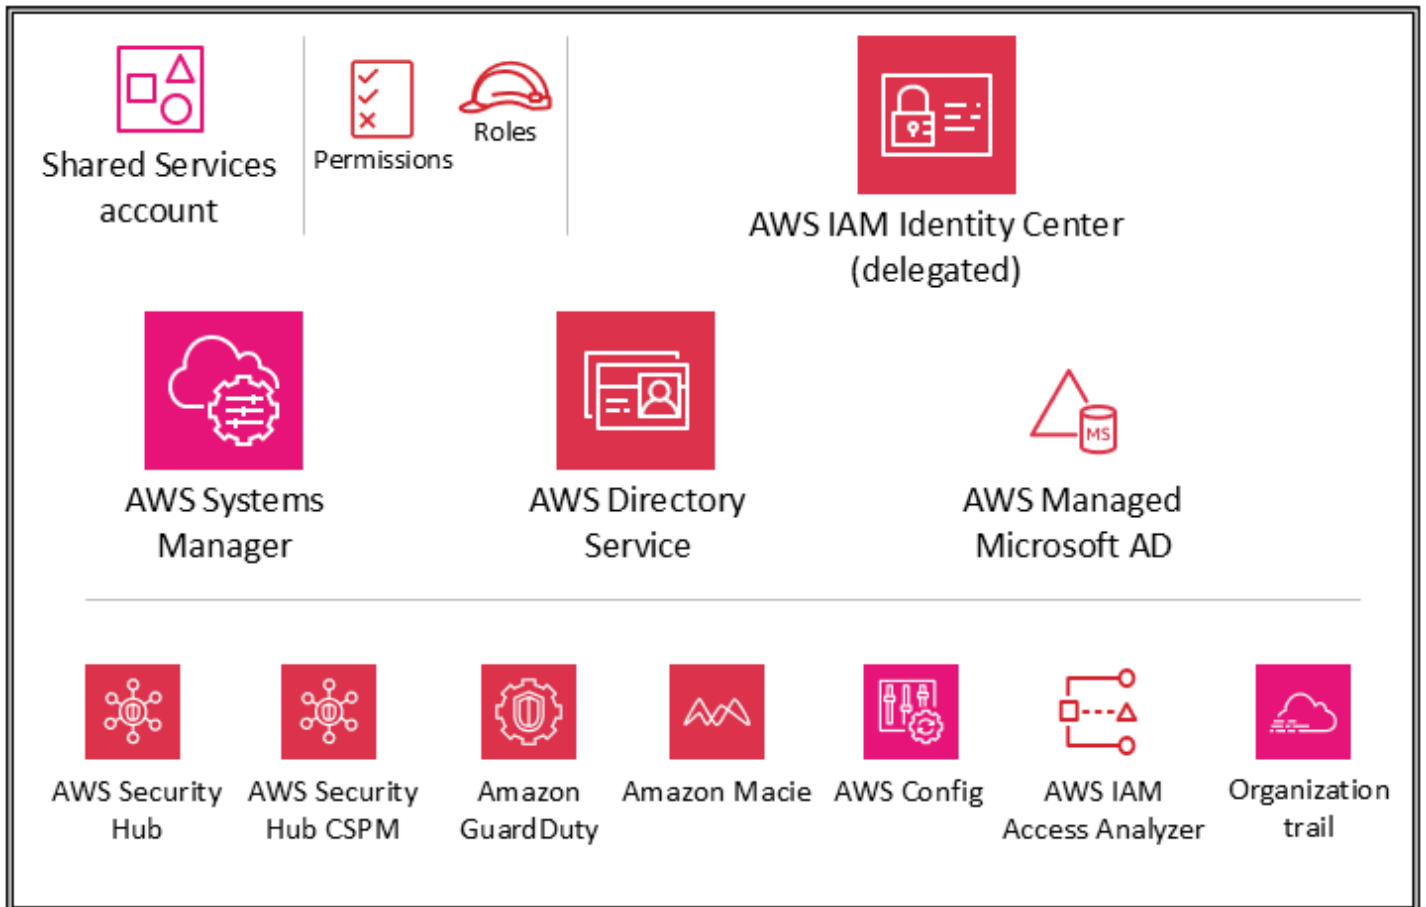 Shared Services
account
Permissions
Roles
AWS IAM Identity Center
(delegated)
AWS Systems
Manager
AWS Directory
Service
MS
AWS Managed
Microsoft AD
AWS Security
Hub
AWS Security
Hub CSPM
Amazon
GuardDuty
Amazon Macie
AWS Config
AWS IAM
Access Analyzer
Organization
trail